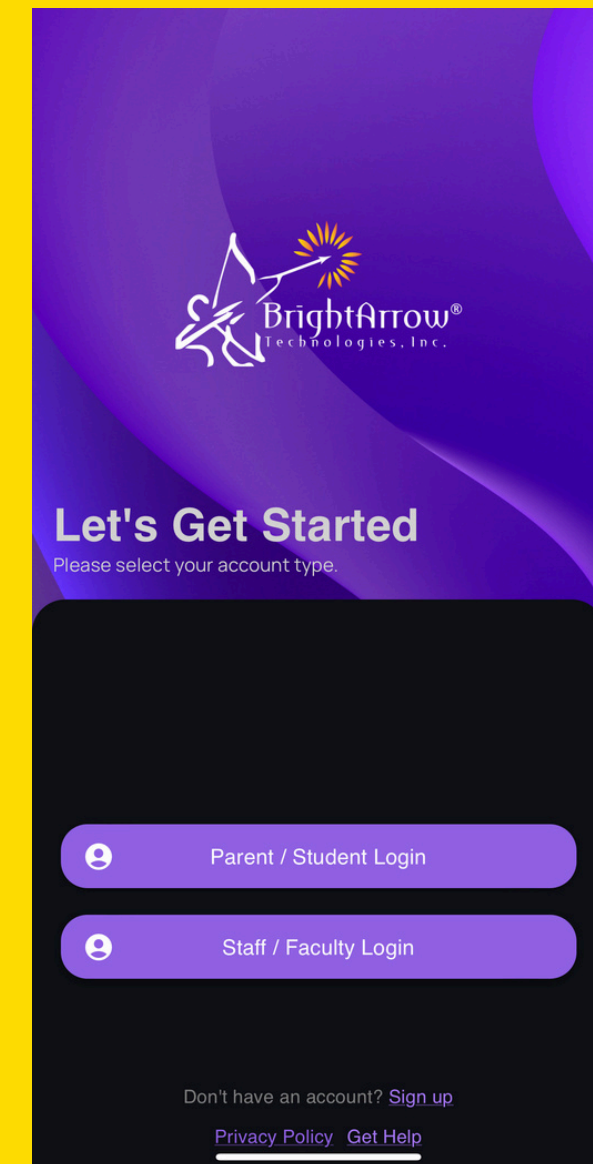 BrightArrow®
Technologies, Inc.
Let's Get Started
Please select your account type.
Parent / Student Login
Staff / Faculty Login
Don't have an account? Sign up
Privacy Policy Get Help